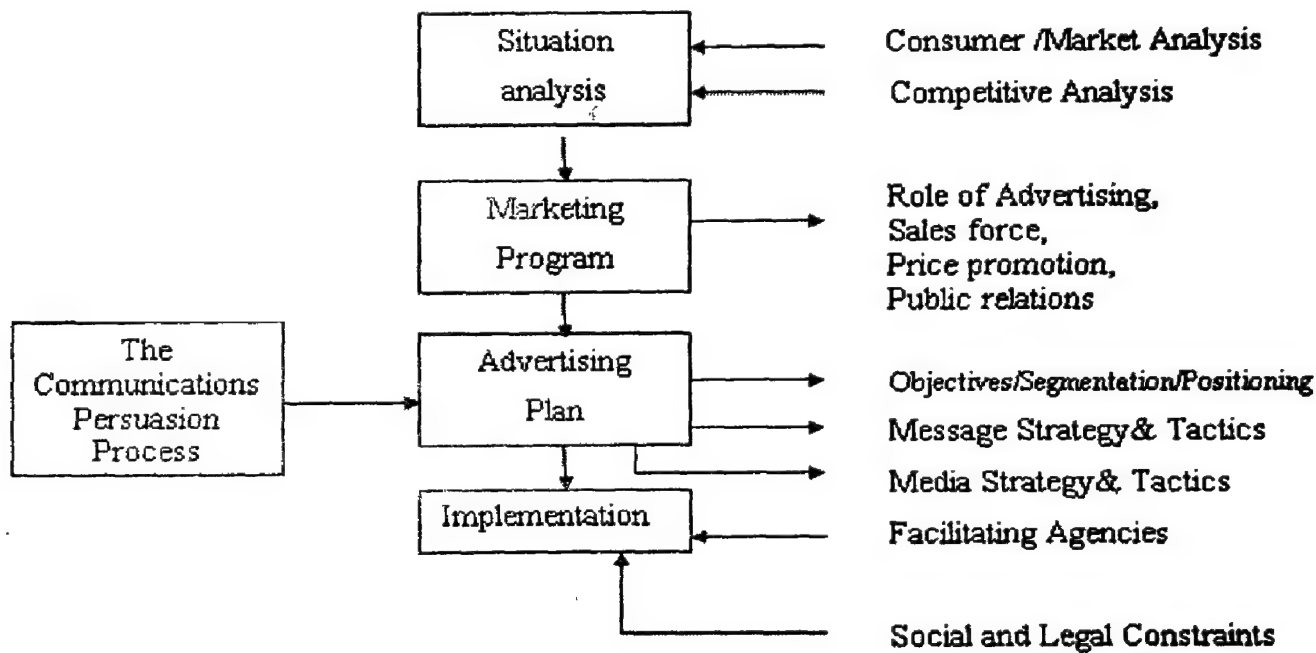 Situation
analysis
Consumer /Market Analysis
Competitive Analysis
Marketing
Program
Role of Advertising,
Sales force,
Price promotion,
Public relations
The
Communications
Persuasion
Process
Advertising
Plan
Objectives/Segmentation/Positioning
Message Strategy& Tactics
Media Strategy& Tactics
Implementation
Facilitating Agencies
Social and Legal Constraints